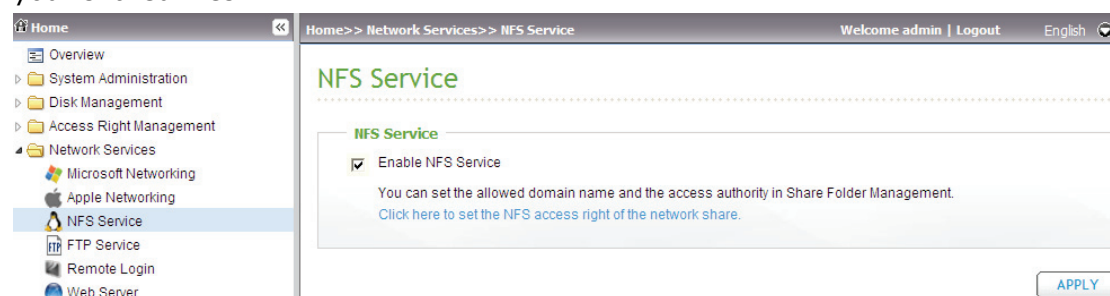 Home
Home>> Network Services>> NFS Service
Welcome admin | Logout
English
Overview
System Administration
Disk Management
Access Right Management
Network Services
Microsoft Networking
Apple Networking
NFS Service
FTP Service
Remote Login
Web Server
NFS Service
NFS Service
Enable NFS Service
You can set the allowed domain name and the access authority in Share Folder Management.
Click here to set the NFS access right of the network share.
APPLY